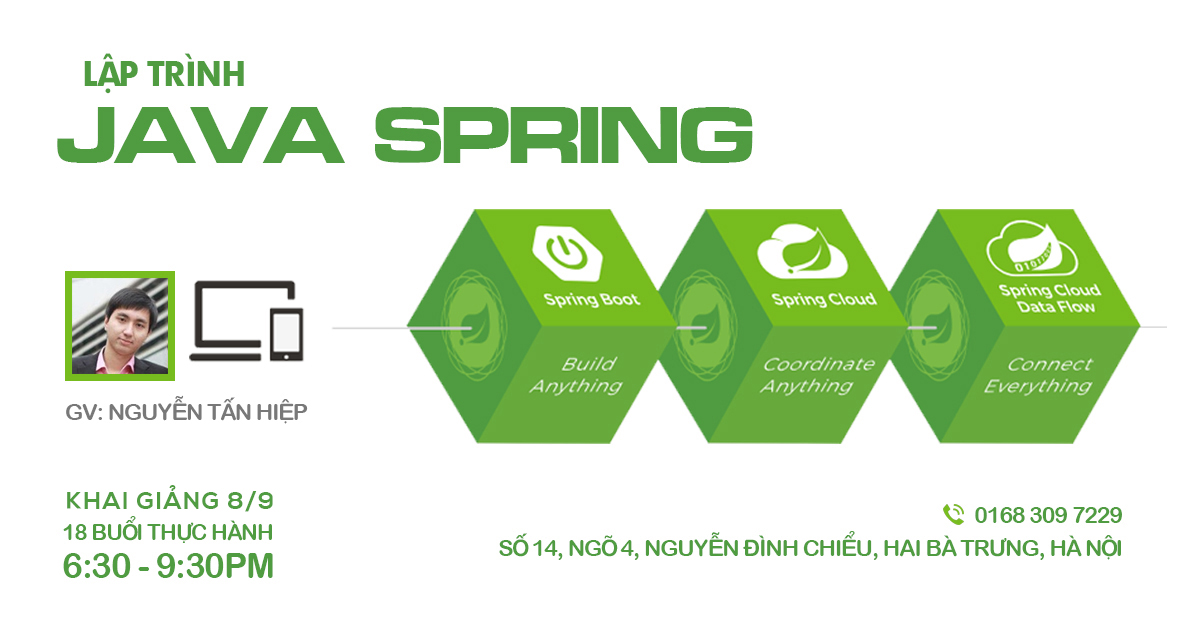 LẬP TRÌNH
JAVA SPRING
Spring Boot
Build
Anything
Spring Cloud
Coordinate
Anything
Spring Cloud
Data Flow
Connect
Everything
GV: NGUYỄN TẤN HIỆP
KHAI GIẢNG 8/9
18 BUỔI THỰC HÀNH
6:30 - 9:30PM
0168 309 7229
SỐ 14, NGÕ 4, NGUYỄN ĐÌNH CHIỂU, HAI BÀ TRƯNG, HÀ NỘI